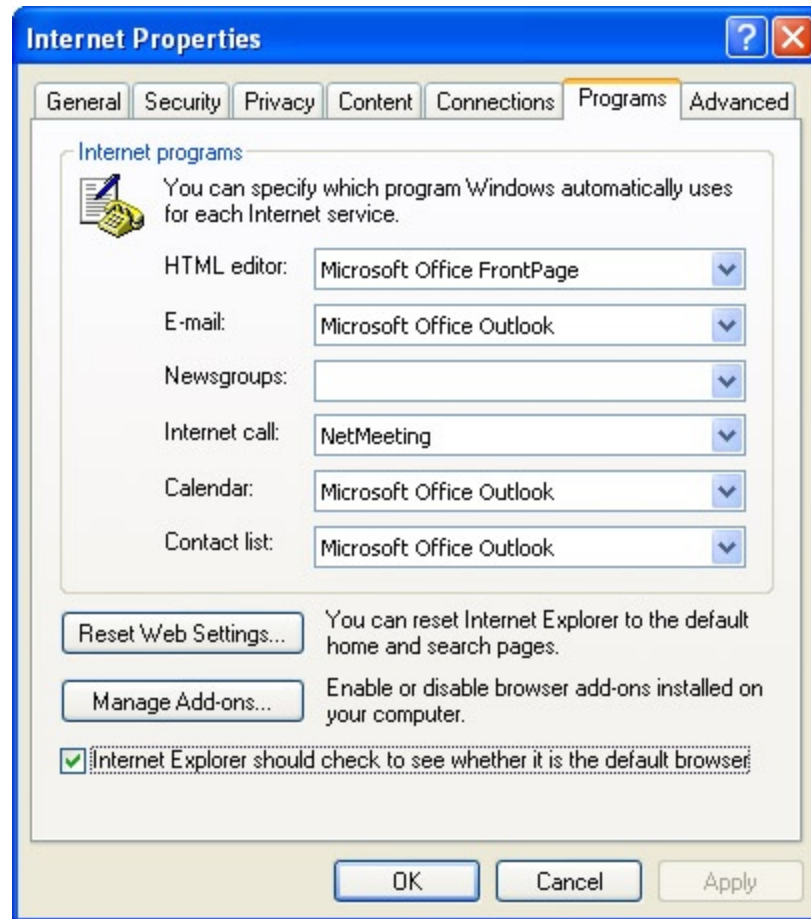 Internet Properties
General Security Privacy Content Connections Programs Advanced
Internet programs
You can specify which program Windows automatically uses
for each Internet service.
HTML editor: Microsoft Office FrontPage
E-mail: Microsoft Office Outlook
Newsgroups:
Internet call: NetMeeting
Calendar: Microsoft Office Outlook
Contact list: Microsoft Office Outlook
Reset Web Settings... You can reset Internet Explorer to the default
home and search pages.
Manage Add-ons... Enable or disable browser add-ons installed on
your computer.
Internet Explorer should check to see whether it is the default browser
OK Cancel Apply